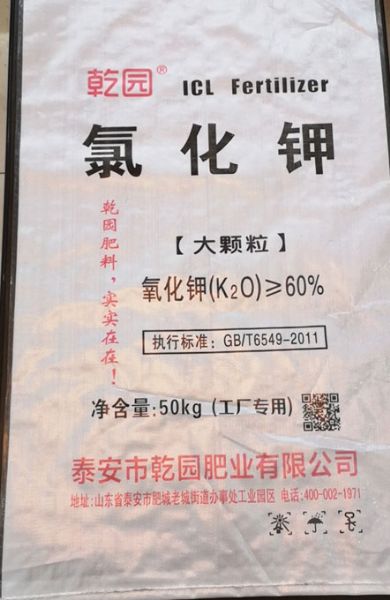 乾园® ICL Fertilizer
氯化钾
乾园肥料，实实在在！
【大颗粒】
氧化钾(K₂O)≥60%
执行标准：GB/T6549-2011
净含量:50kg (工厂专用)
泰安市乾园肥业有限公司
地址:山东省泰安市肥城老城街道办事处工业园区 电话:400-002-1971